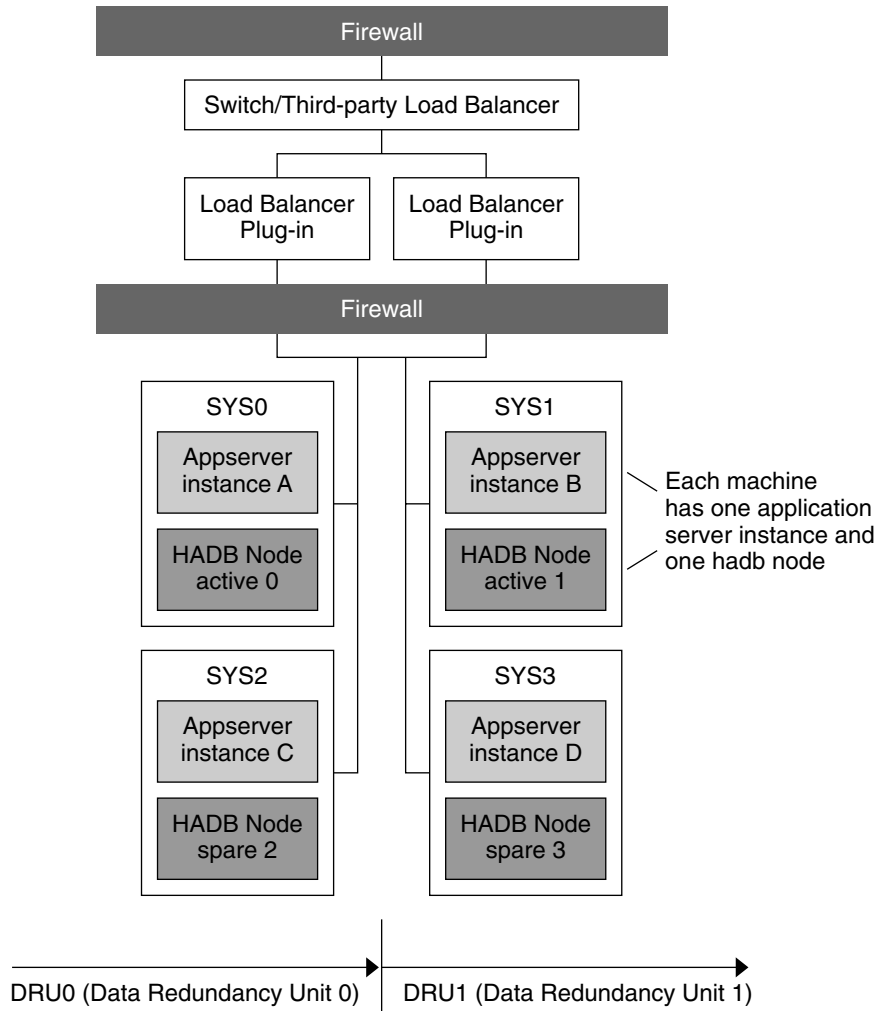 Firewall
Switch/Third-party Load Balancer
Load Balancer
Plug-in
Load Balancer
Plug-in
Firewall
SYS0
Appserver
instance A
HADB Node
active 0
SYS1
Appserver
instance B
HADB Node
active 1
Each machine
has one application
server instance and
one hadb node
SYS2
Appserver
instance C
HADB Node
spare 2
SYS3
Appserver
instance D
HADB Node
spare 3
DRU0 (Data Redundancy Unit 0)
DRU1 (Data Redundancy Unit 1)